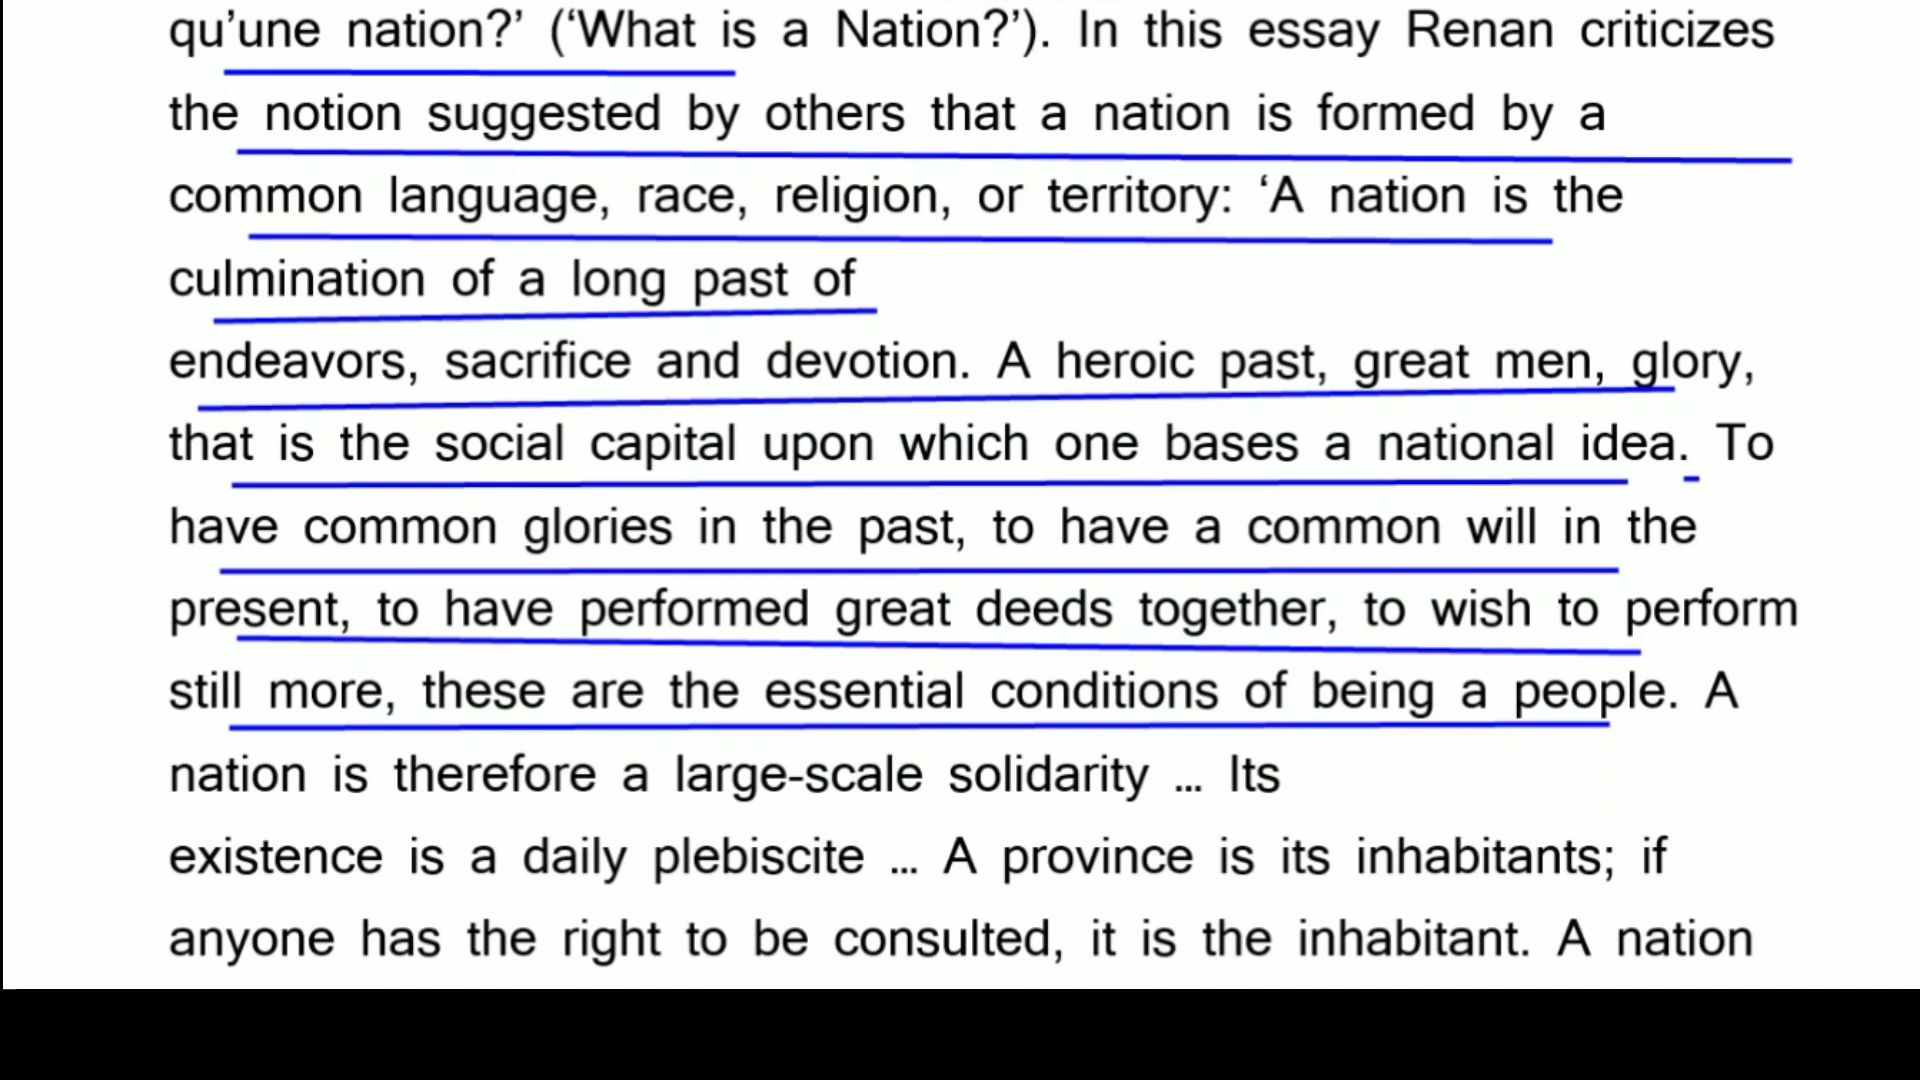 qu’une nation?’ (‘What is a Nation?’). In this essay Renan criticizes
the notion suggested by others that a nation is formed by a
common language, race, religion, or territory: ‘A nation is the
culmination of a long past of
endeavors, sacrifice and devotion. A heroic past, great men, glory,
that is the social capital upon which one bases a national idea. To
have common glories in the past, to have a common will in the
present, to have performed great deeds together, to wish to perform
still more, these are the essential conditions of being a people. A
nation is therefore a large-scale solidarity … Its
existence is a daily plebiscite … A province is its inhabitants; if
anyone has the right to be consulted, it is the inhabitant. A nation